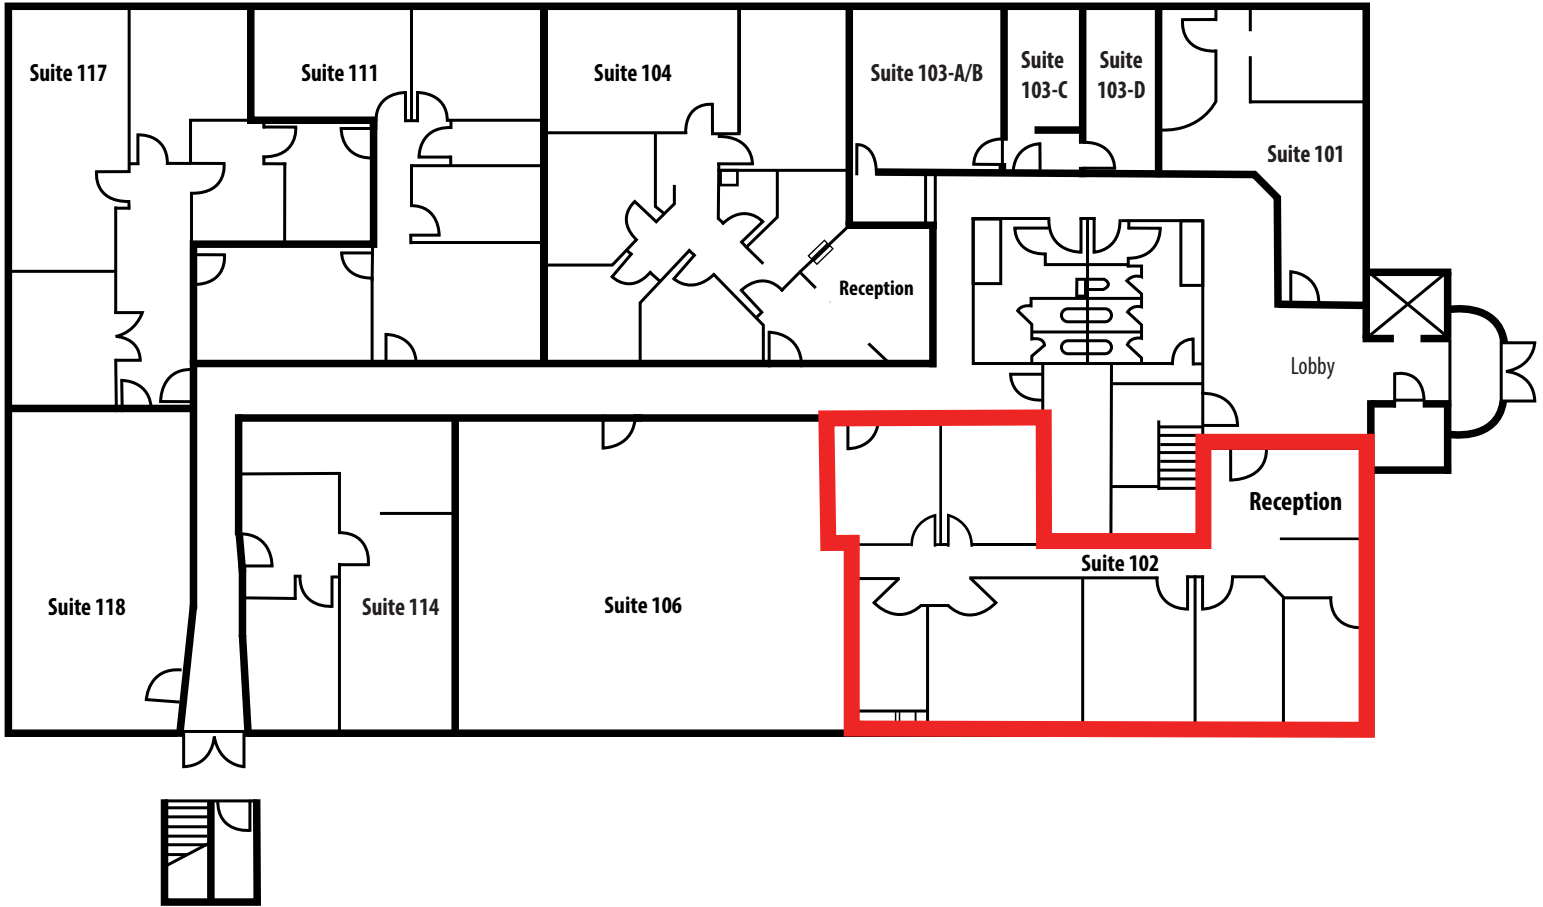 Suite 117
Suite 111
Suite 104
Suite 103-A/B
Suite
103-C
Suite
103-D
Suite 101
Reception
Lobby
Reception
Suite 102
Suite 118
Suite 114
Suite 106